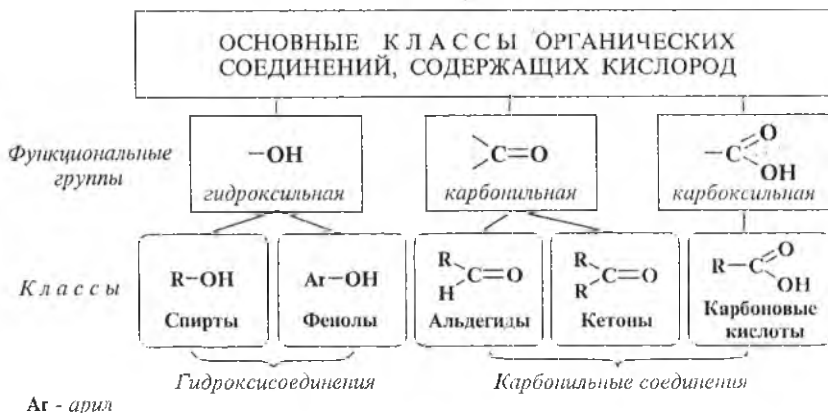 ОСНОВНЫЕ КЛАССЫ ОРГАНИЧЕСКИХ
СОЕДИНЕНИЙ, СОДЕРЖАЩИХ КИСЛОРОД
Функциональные
группы
–OH
гидроксильная
C=O
карбонильная
–C
O
OH
карбоксильная
Классы
R–OH
Спирты
Ar–OH
Фенолы
R
C=O
H
Альдегиды
R
C=O
R
Кетоны
R–C
O
OH
Карбоновые
кислоты
Гидроксисоединения
Карбонильные соединения
Ar - арил